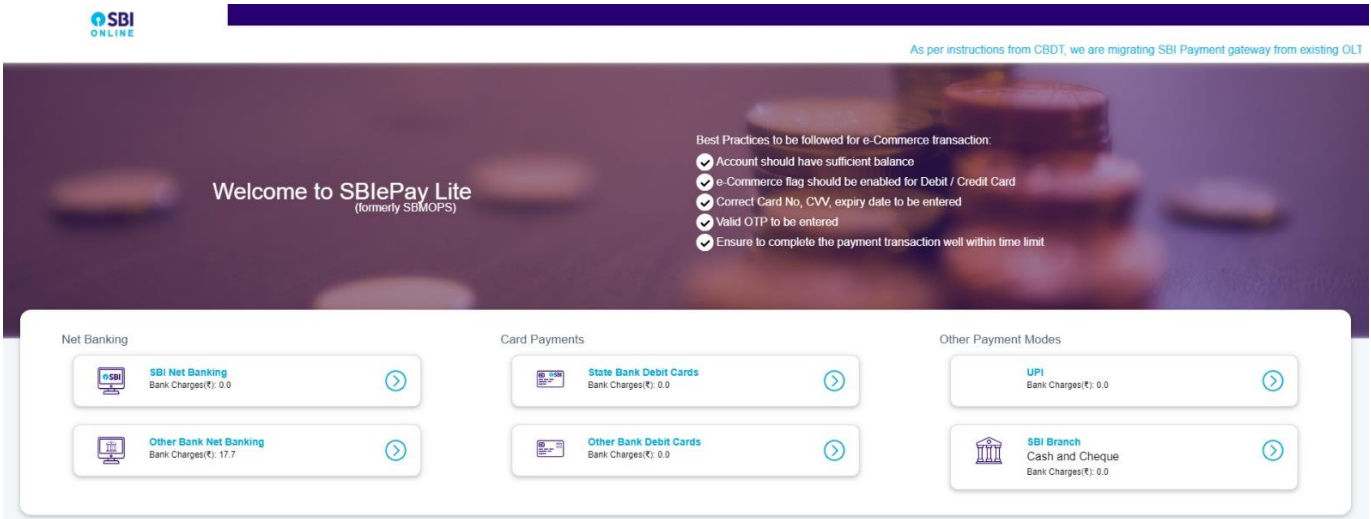 SBI
ONLINE
As per instructions from CBDT, we are migrating SBI Payment gateway from existing OLT
Welcome to SBIePay Lite
(formerly SBMOPS)
Best Practices to be followed for e-Commerce transaction:
Account should have sufficient balance
e-Commerce flag should be enabled for Debit / Credit Card
Correct Card No, CVV, expiry date to be entered
Valid OTP to be entered
Ensure to complete the payment transaction well within time limit
Net Banking
SBI Net Banking
Bank Charges(₹): 0.0
Other Bank Net Banking
Bank Charges(₹): 17.7
Card Payments
State Bank Debit Cards
Bank Charges(₹): 0.0
Other Bank Debit Cards
Bank Charges(₹): 0.0
Other Payment Modes
UPI
Bank Charges(₹): 0.0
SBI Branch
Cash and Cheque
Bank Charges(₹): 0.0